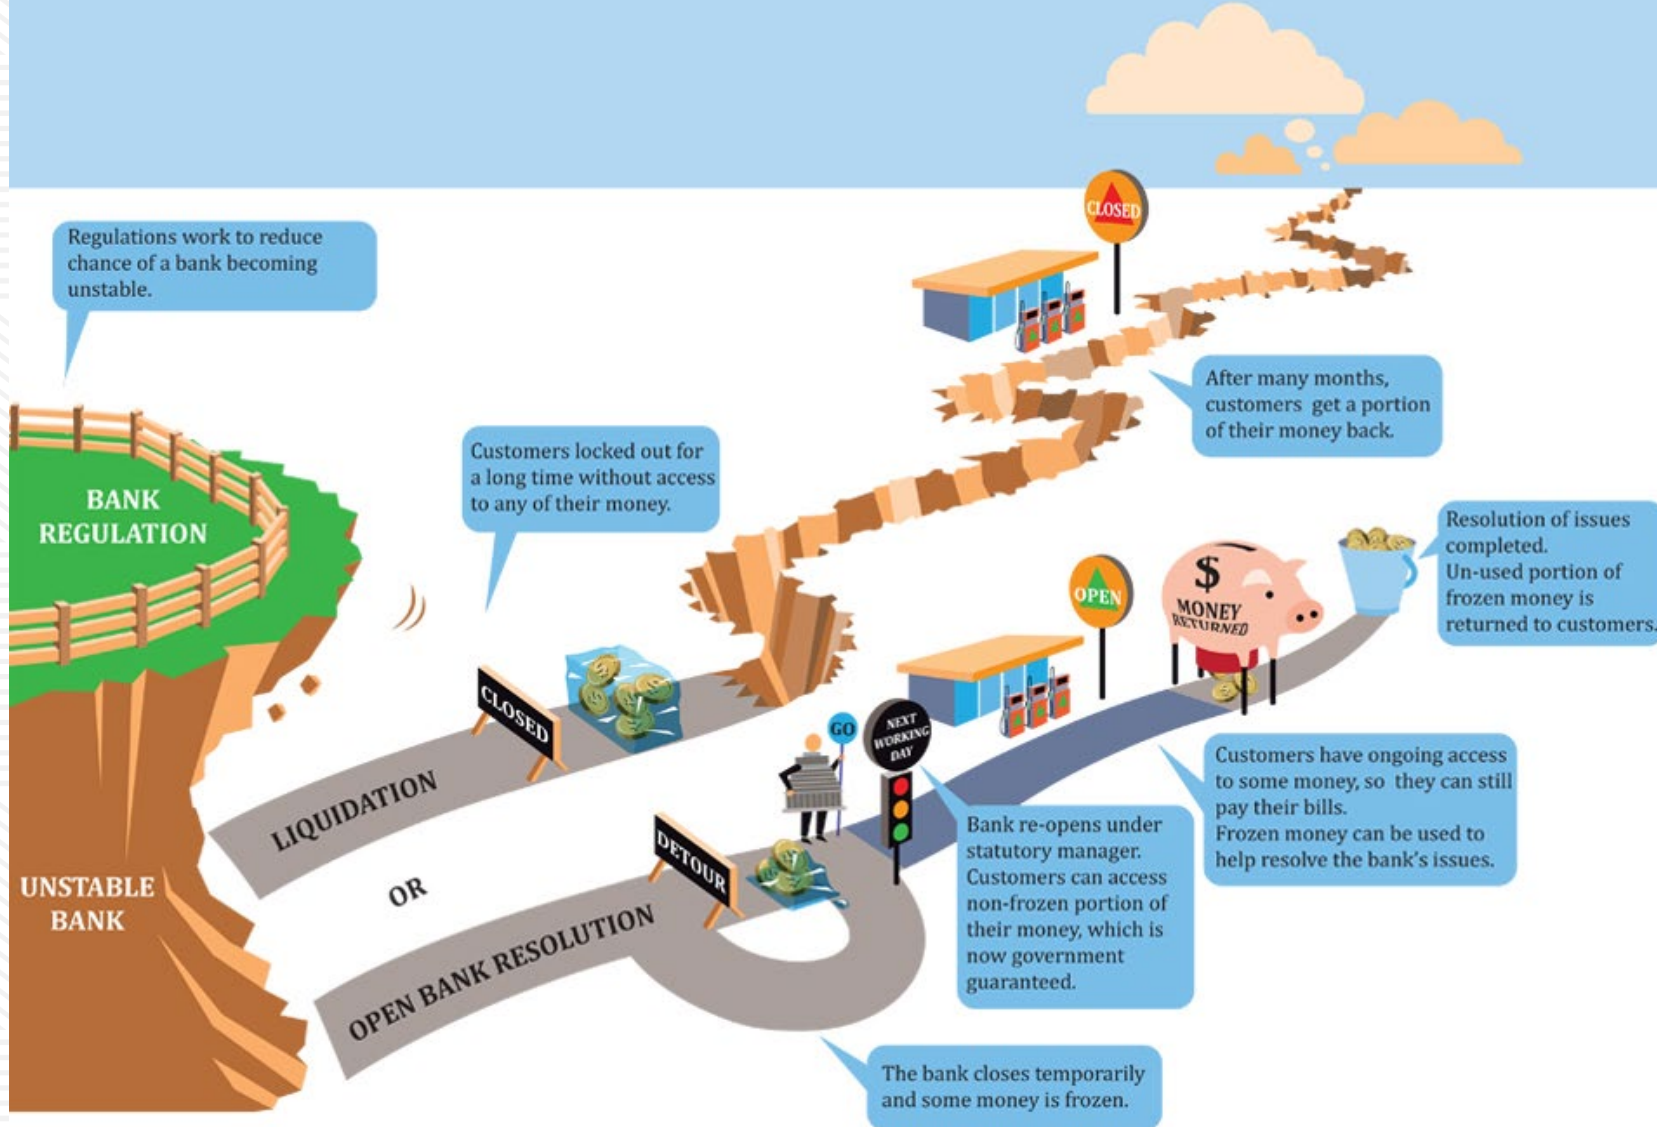 Regulations work to reduce
chance of a bank becoming
unstable.
BANK
REGULATION
UNSTABLE
BANK
Customers locked out for
a long time without access
to any of their money.
CLOSED
LIQUIDATION
OR
CLOSED
After many months,
customers get a portion
of their money back.
OPEN BANK RESOLUTION
DETOUR
The bank closes temporarily
and some money is frozen.
GO
NEXT
WORKING
DAY
Bank re-opens under
statutory manager.
Customers can access
non-frozen portion of
their money, which is
now government
guaranteed.
OPEN
Customers have ongoing access
to some money, so they can still
pay their bills.
Frozen money can be used to
help resolve the bank's issues.
$
MONEY
RETURNED
Resolution of issues
completed.
Un-used portion of
frozen money is
returned to customers.